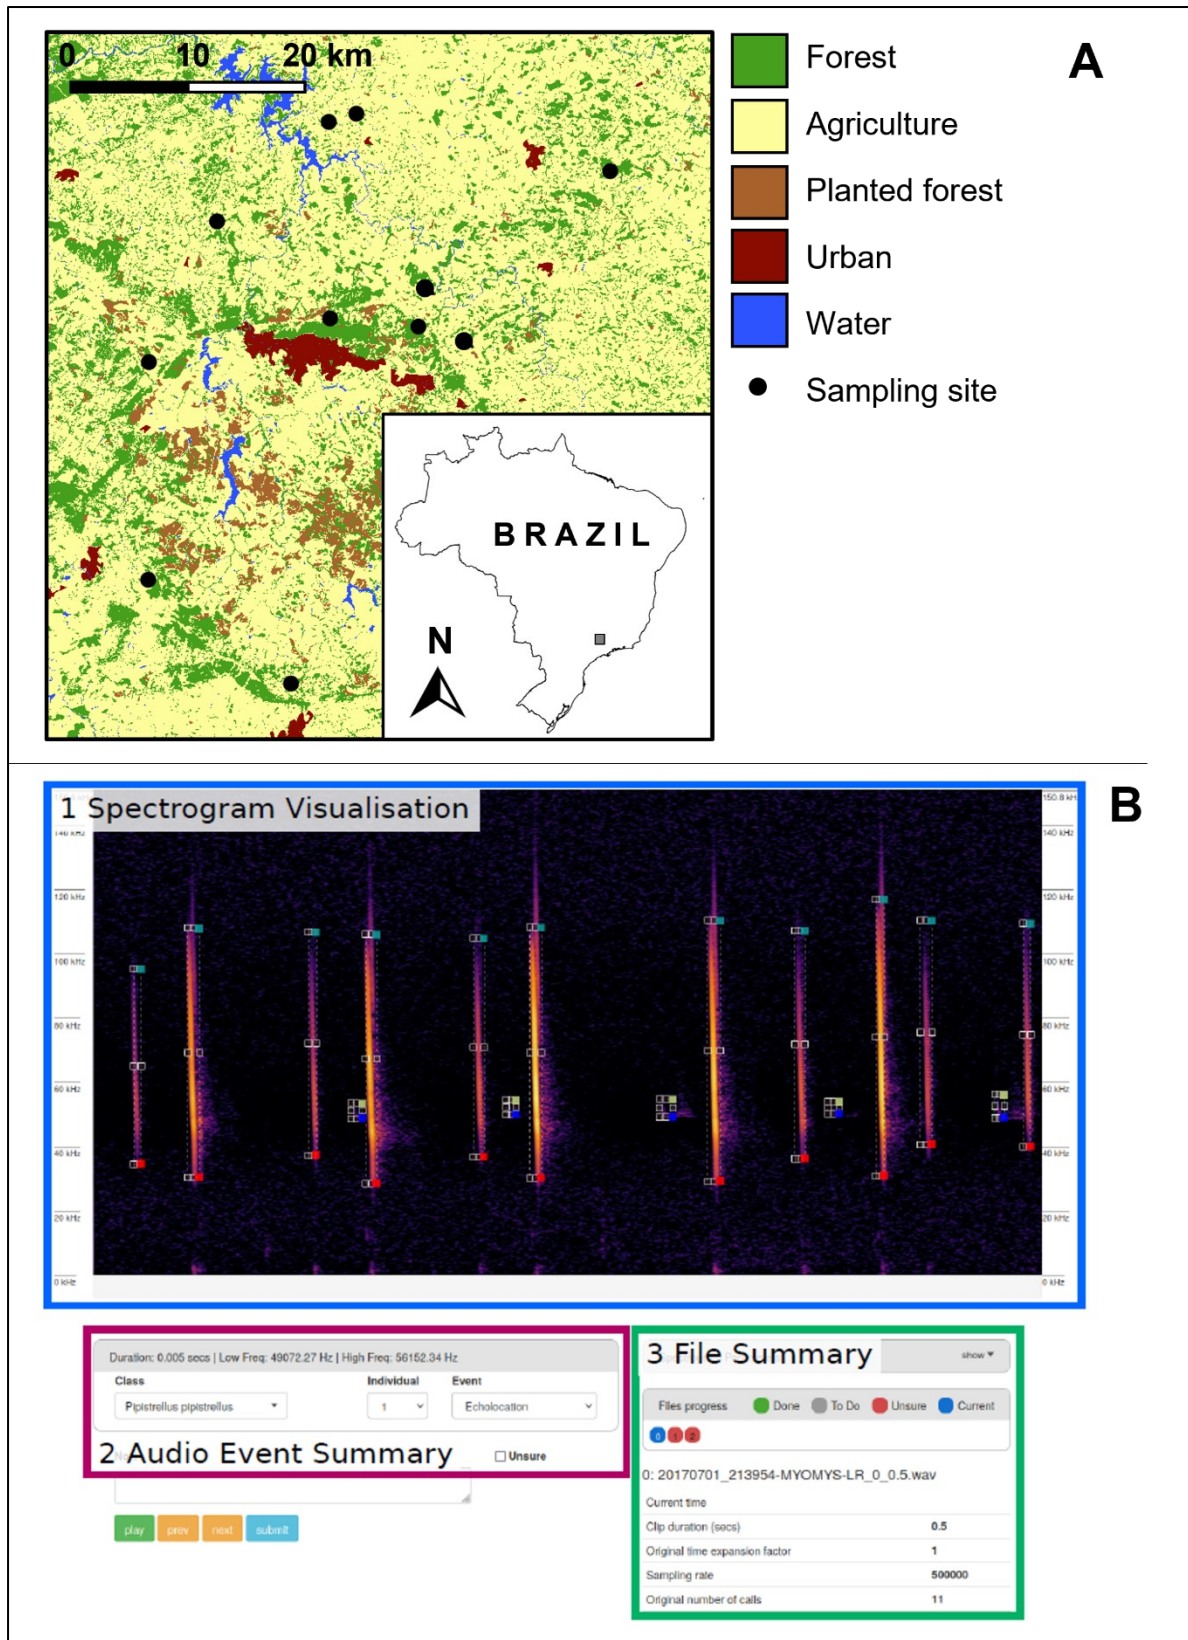 0 10 20 km
Forest
Agriculture
Planted forest
Urban
Water
Sampling site
A
BRAZIL
N
B
1 Spectrogram Visualisation
150.8 kH
140 kHz
120 kHz
120 kHz
100 kHz
100 kHz
80 kHz
80 kHz
60 kHz
60 kHz
40 kHz
40 kHz
20 kHz
20 kHz
0 kHz
0 kHz
140 kHz
Duration: 0.005 secs | Low Freq: 49072.27 Hz | High Freq: 56152.34 Hz
Class Individual Event
Pipistrellus pipistrellus 1 Echolocation
2 Audio Event Summary
Unsure
play prev next submit
3 File Summary
show
Files progress Done To Do Unsure Current
0 1 2
0: 20170701_213954-MYOMYS-LR_0_0.5.wav
Current time
Clip duration (secs) 0.5
Original time expansion factor 1
Sampling rate 500000
Original number of calls 11